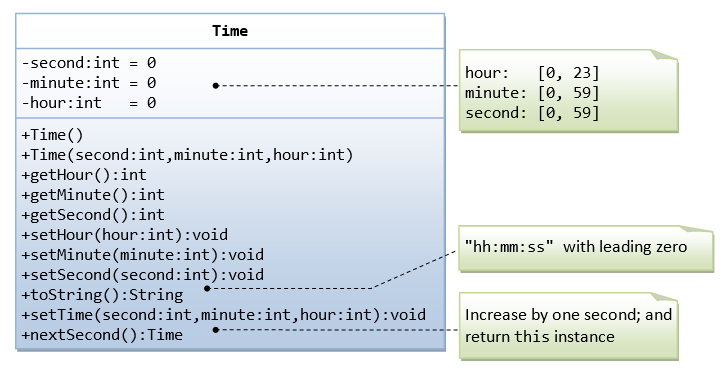 Time
-second:int = 0
-minute:int = 0
-hour:int   = 0
hour:   [0, 23]
minute: [0, 59]
second: [0, 59]
+Time()
+Time(second:int,minute:int,hour:int)
+getHour():int
+getMinute():int
+getSecond():int
+setHour(hour:int):void
+setMinute(minute:int):void
+setSecond(second:int):void
+toString():String
+setTime(second:int,minute:int,hour:int):void
+nextSecond():Time
"hh:mm:ss" with leading zero
Increase by one second; and
return this instance